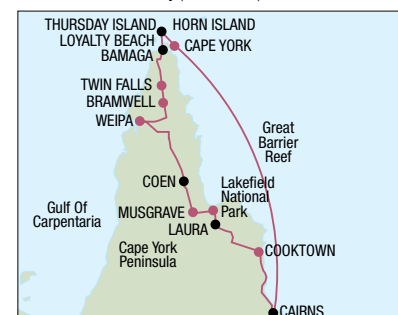 THURSDAY ISLAND HORN ISLAND
LOYALTY BEACH
CAPE YORK
BAMAGA
TWIN FALLS
BRAMWELL
WEIPA
Great
Barrier
Reef
COEN
Lakefield
National
Park
Gulf Of
Carpentaria
MUSGRAVE
LAURA
Cape York
Peninsula
COOKTOWN
CAIRNS